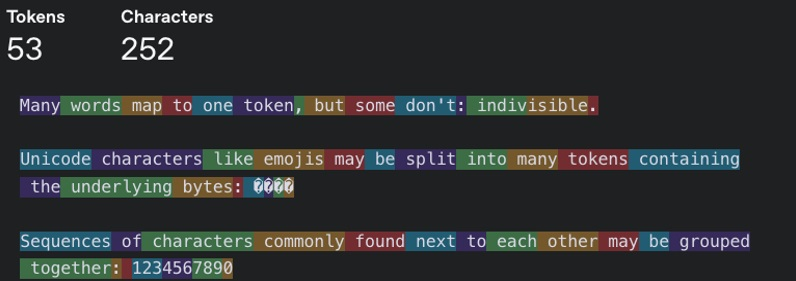 Tokens Characters
53 252
Many words map to one token, but some don't: indivisible.
Unicode characters like emojis may be split into many tokens containing
the underlying bytes: ����
Sequences of characters commonly found next to each other may be grouped
together: 1234567890